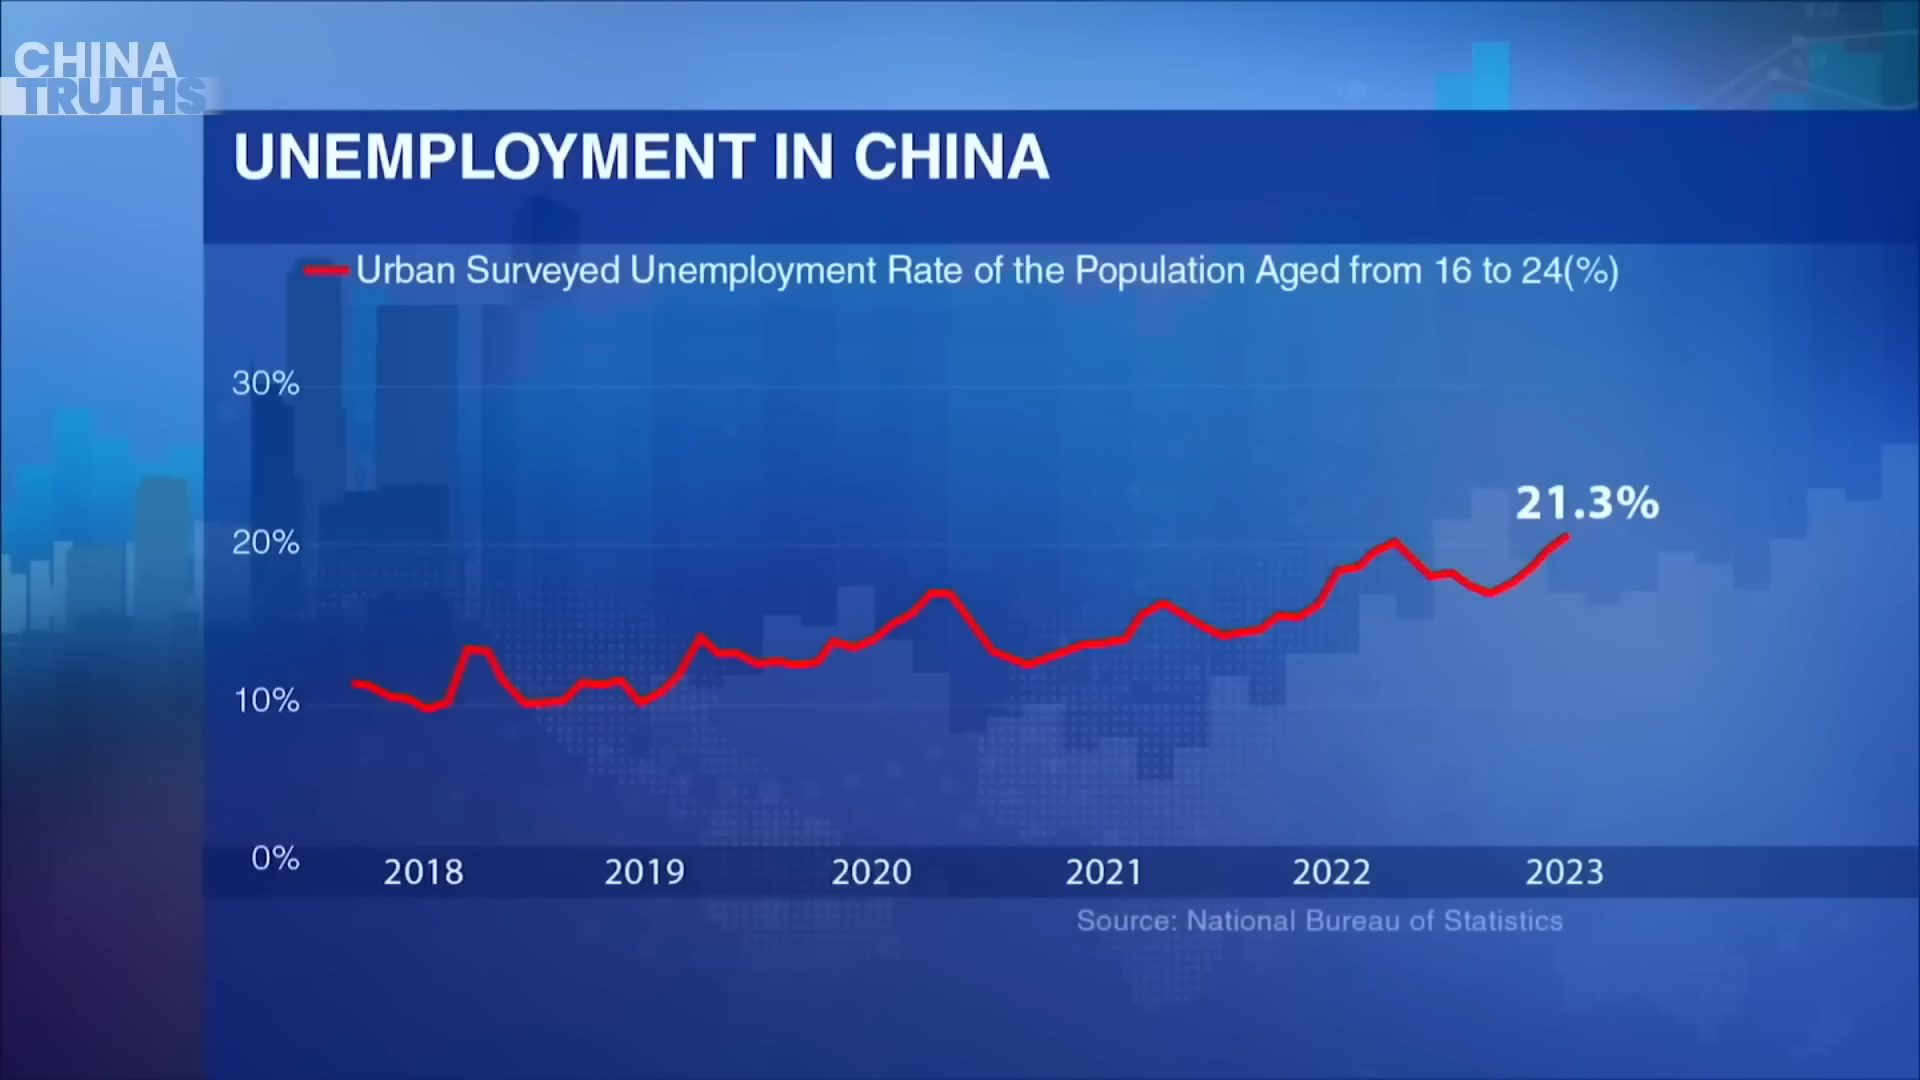 CHINA
TRUTHS
UNEMPLOYMENT IN CHINA
Urban Surveyed Unemployment Rate of the Population Aged from 16 to 24(%)
30%
21.3%
20%
10%
0%
2018 2019 2020 2021 2022 2023
Source: National Bureau of Statistics